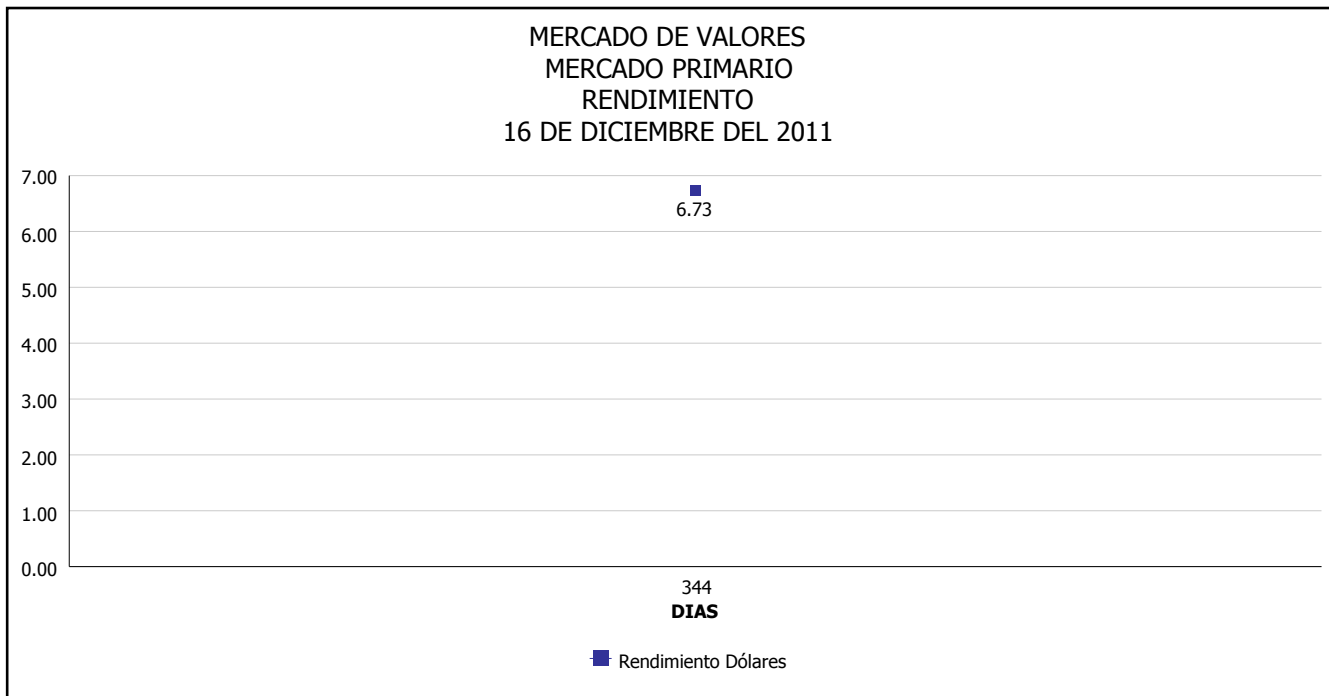 MERCADO DE VALORES
MERCADO PRIMARIO
RENDIMIENTO
16 DE DICIEMBRE DEL 2011
7.00
6.73
6.00
5.00
4.00
3.00
2.00
1.00
0.00
344
DIAS
Rendimiento Dólares